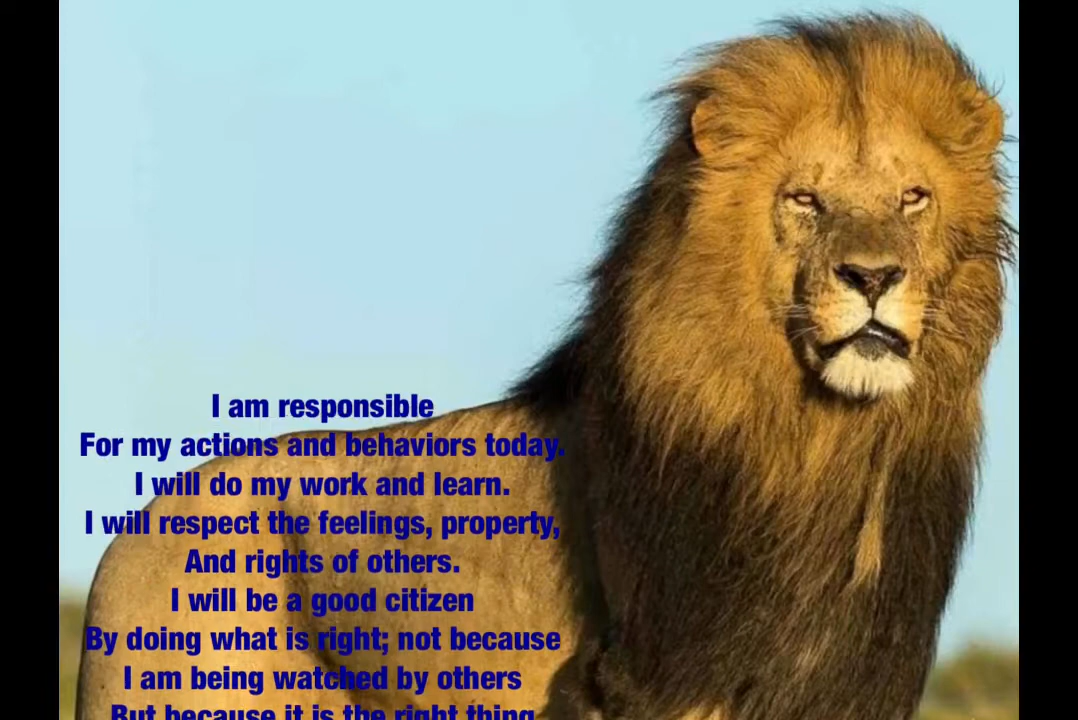 I am responsible
For my actions and behaviors today.
I will do my work and learn.
I will respect the feelings, property,
And rights of others.
I will be a good citizen
By doing what is right; not because
I am being watched by others
But because it is the right thing